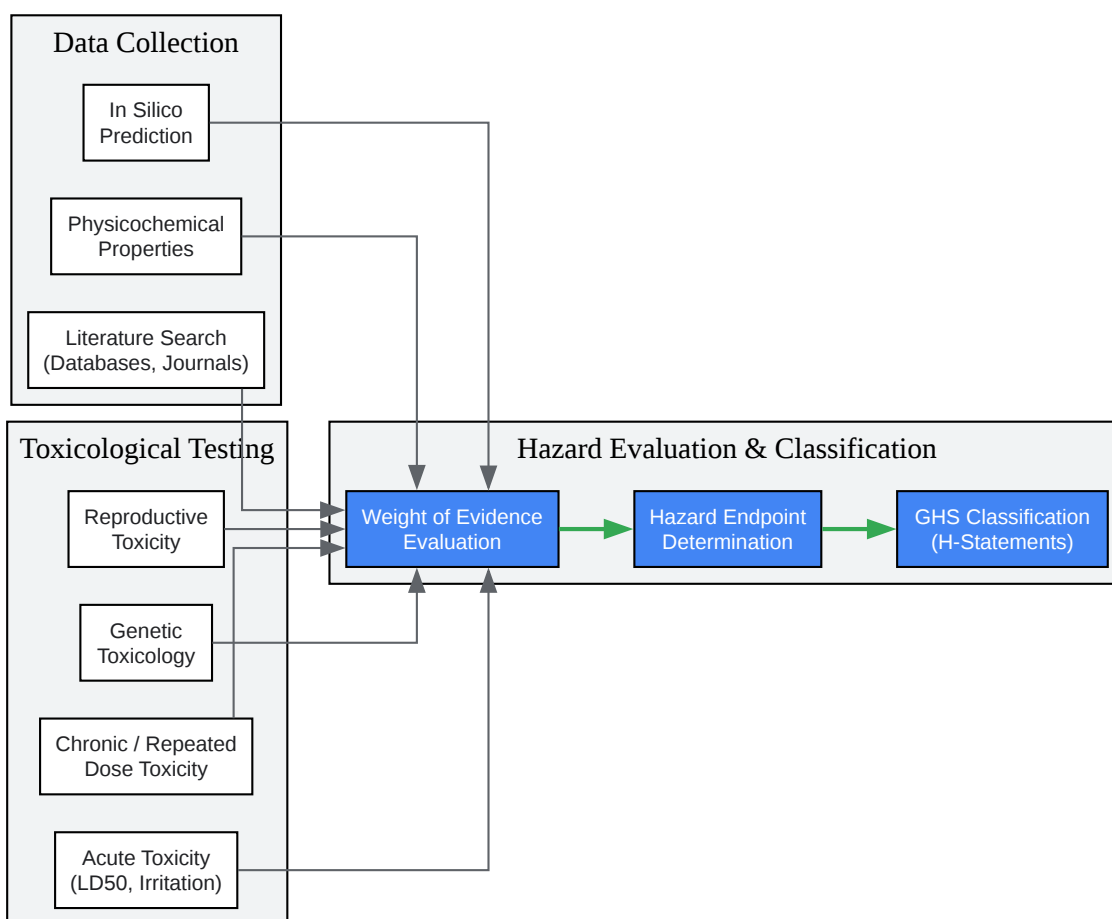 Data Collection
In Silico
Prediction
Physicochemical
Properties
Literature Search
(Databases, Journals)
Toxicological Testing
Reproductive
Toxicity
Genetic
Toxicology
Chronic / Repeated
Dose Toxicity
Acute Toxicity
(LD50, Irritation)
Hazard Evaluation & Classification
Weight of Evidence
Evaluation
Hazard Endpoint
Determination
GHS Classification
(H-Statements)